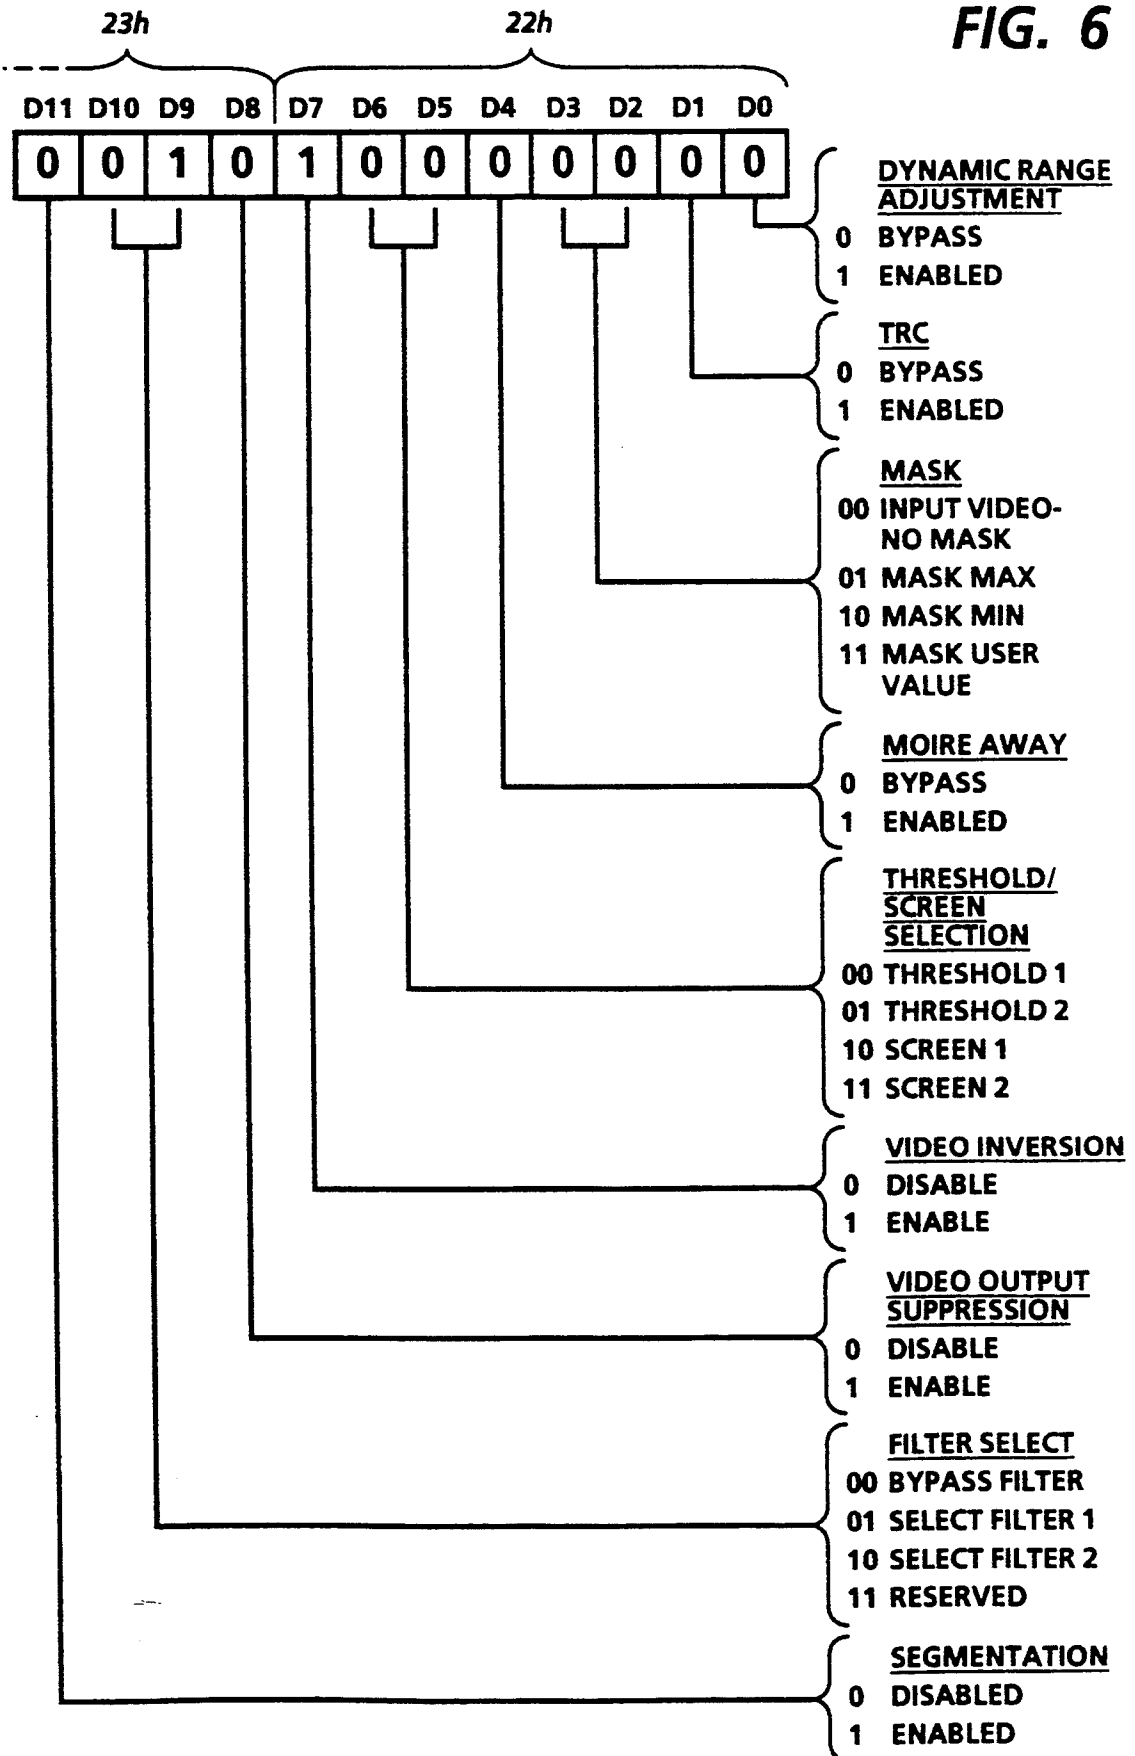 FIG. 6
23h 22h
D11 D10 D9 D8 D7 D6 D5 D4 D3 D2 D1 D0
0 0 1 0 1 0 0 0 0 0 0 0
DYNAMIC RANGE
ADJUSTMENT
0 BYPASS
1 ENABLED
TRC
0 BYPASS
1 ENABLED
MASK
00 INPUT VIDEO-
NO MASK
01 MASK MAX
10 MASK MIN
11 MASK USER
VALUE
MOIRE AWAY
0 BYPASS
1 ENABLED
THRESHOLD/
SCREEN
SELECTION
00 THRESHOLD 1
01 THRESHOLD 2
10 SCREEN 1
11 SCREEN 2
VIDEO INVERSION
0 DISABLE
1 ENABLE
VIDEO OUTPUT
SUPPRESSION
0 DISABLE
1 ENABLE
FILTER SELECT
00 BYPASS FILTER
01 SELECT FILTER 1
10 SELECT FILTER 2
11 RESERVED
SEGMENTATION
0 DISABLED
1 ENABLED